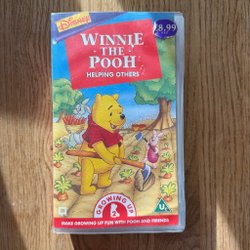 Disney
£8.99
WINNIE
THE
POOH
HELPING OTHERS
GROWING UP
U
MAKE GROWING UP FUN WITH POOH AND FRIENDS